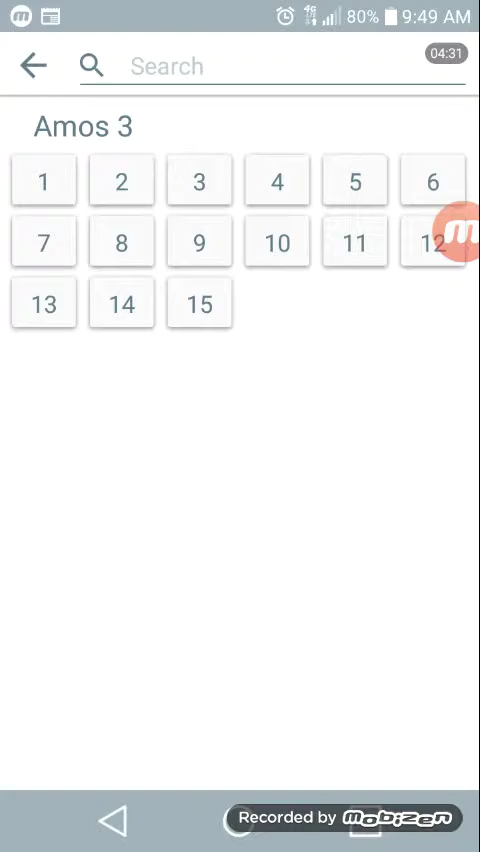 4G
80%
9:49 AM
Search
04:31
Amos 3
1 2 3 4 5 6
7 8 9 10 11 12
13 14 15
Recorded by mobizen